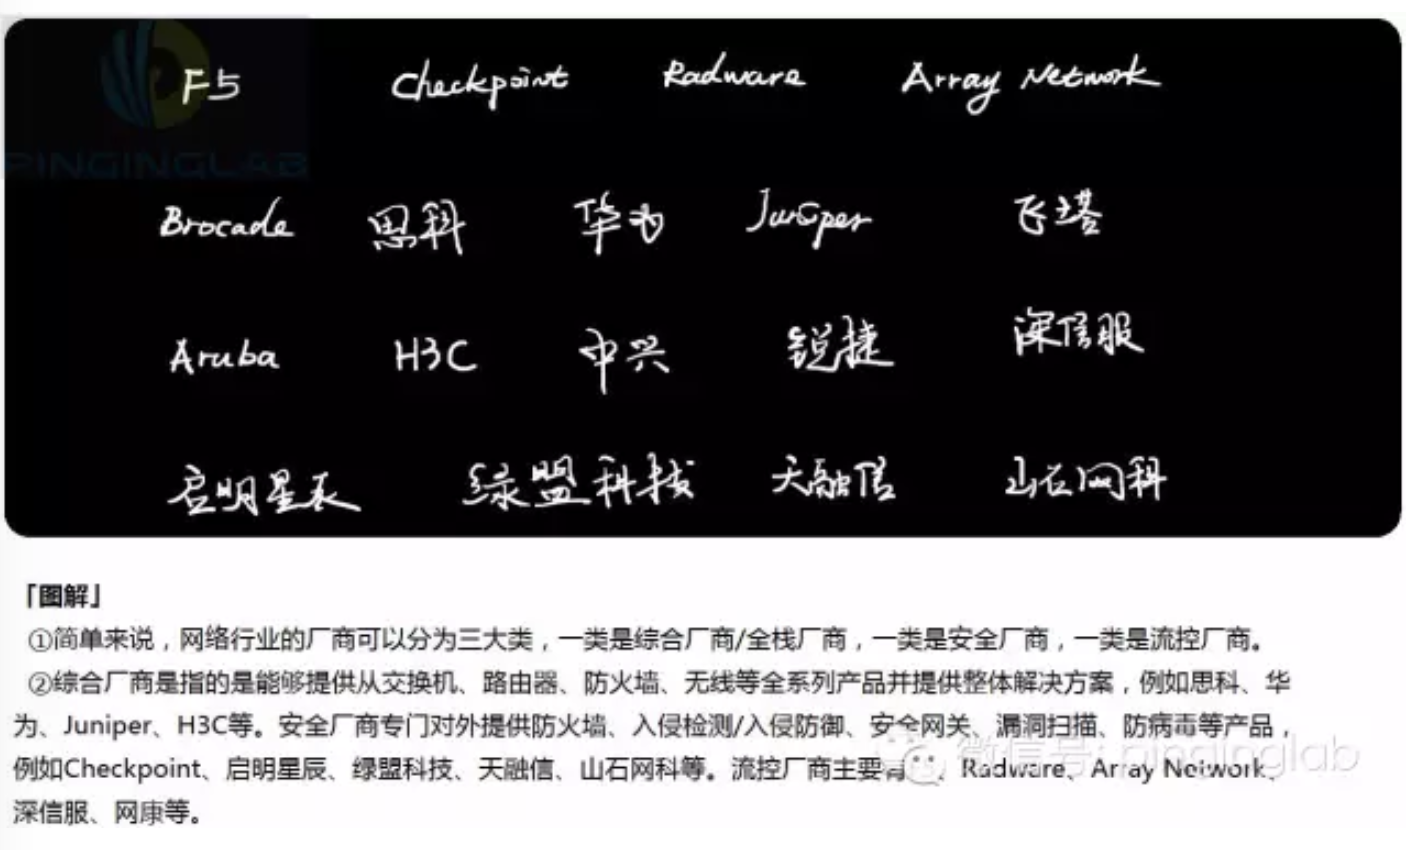 PINGINGLAB
F5 Checkpoint Radware Array Network
Brocade 思科 华为 Juniper 飞塔
Aruba H3C 中兴 锐捷 深信服
启明星辰 绿盟科技 天融信 山石网科
「图解」
①简单来说，网络行业的厂商可以分为三大类，一类是综合厂商/全栈厂商，一类是安全厂商，一类是流控厂商。
②综合厂商是指的是能够提供从交换机、路由器、防火墙、无线等全系列产品并提供整体解决方案，例如思科、华
为、Juniper、H3C等。安全厂商专门对外提供防火墙、入侵检测/入侵防御、安全网关、漏洞扫描、防病毒等产品，
例如Checkpoint、启明星辰、绿盟科技、天融信、山石网科等。流控厂商主要有、Radware、Array Network、
深信服、网康等。
微信号: pinginglab